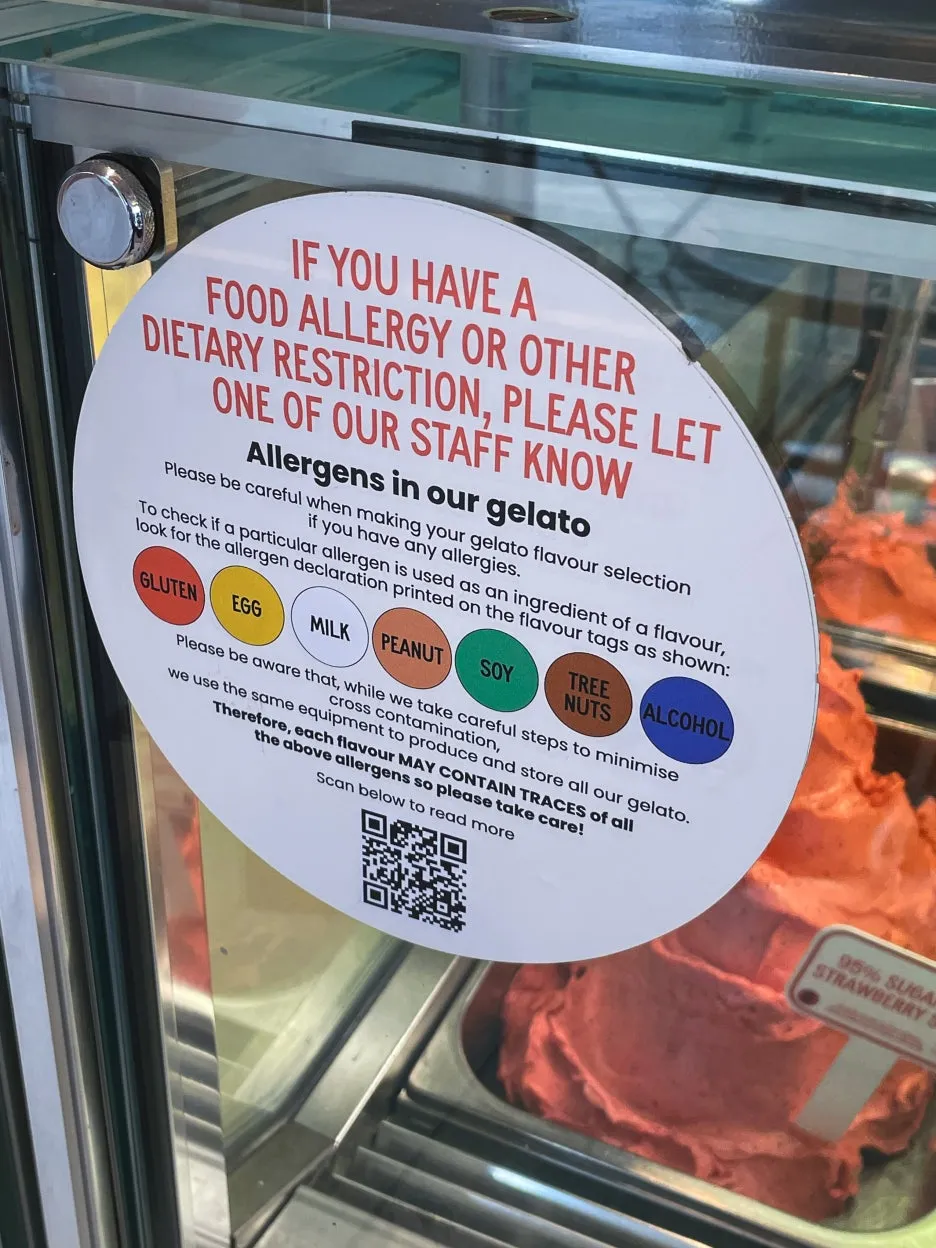 IF YOU HAVE A
FOOD ALLERGY OR OTHER
DIETARY RESTRICTION, PLEASE LET
ONE OF OUR STAFF KNOW
Allergens in our gelato
Please be careful when making your gelato flavour selection
if you have any allergies.
To check if a particular allergen is used as an ingredient of a flavour,
look for the allergen declaration printed on the flavour tags as shown:
GLUTEN
EGG
MILK
PEANUT
SOY
TREE
NUTS
ALCOHOL
Please be aware that, while we take careful steps to minimise
cross contamination,
we use the same equipment to produce and store all our gelato.
Therefore, each flavour MAY CONTAIN TRACES of all
the above allergens so please take care!
Scan below to read more
STRAWBERRY